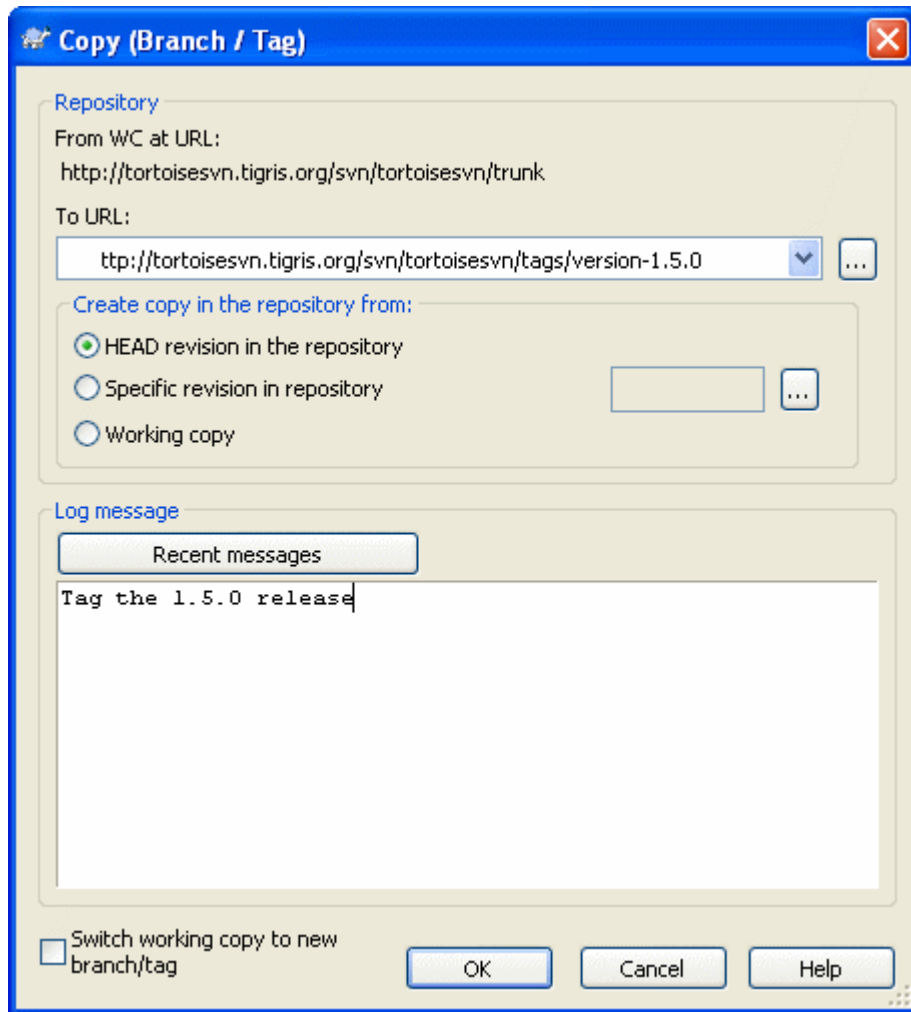 Copy (Branch / Tag)
Repository
From WC at URL:
http://tortoisesvn.tigris.org/svn/tortoisesvn/trunk
To URL:
ttp://tortoisesvn.tigris.org/svn/tortoisesvn/tags/version-1.5.0
...
Create copy in the repository from:
HEAD revision in the repository
Specific revision in repository
...
Working copy
Log message
Recent messages
Tag the 1.5.0 release
Switch working copy to new
branch/tag
OK
Cancel
Help